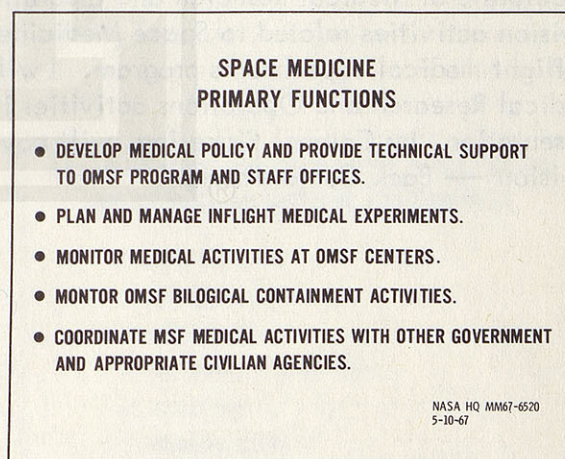 SPACE MEDICINE
PRIMARY FUNCTIONS
● DEVELOP MEDICAL POLICY AND PROVIDE TECHNICAL SUPPORT
TO OMSF PROGRAM AND STAFF OFFICES.
● PLAN AND MANAGE INFLIGHT MEDICAL EXPERIMENTS.
● MONITOR MEDICAL ACTIVITIES AT OMSF CENTERS.
● MONTOR OMSF BILOGICAL CONTAINMENT ACTIVITIES.
● COORDINATE MSF MEDICAL ACTIVITIES WITH OTHER GOVERNMENT
AND APPROPRIATE CIVILIAN AGENCIES.
NASA HQ MM67-6520
5-10-67